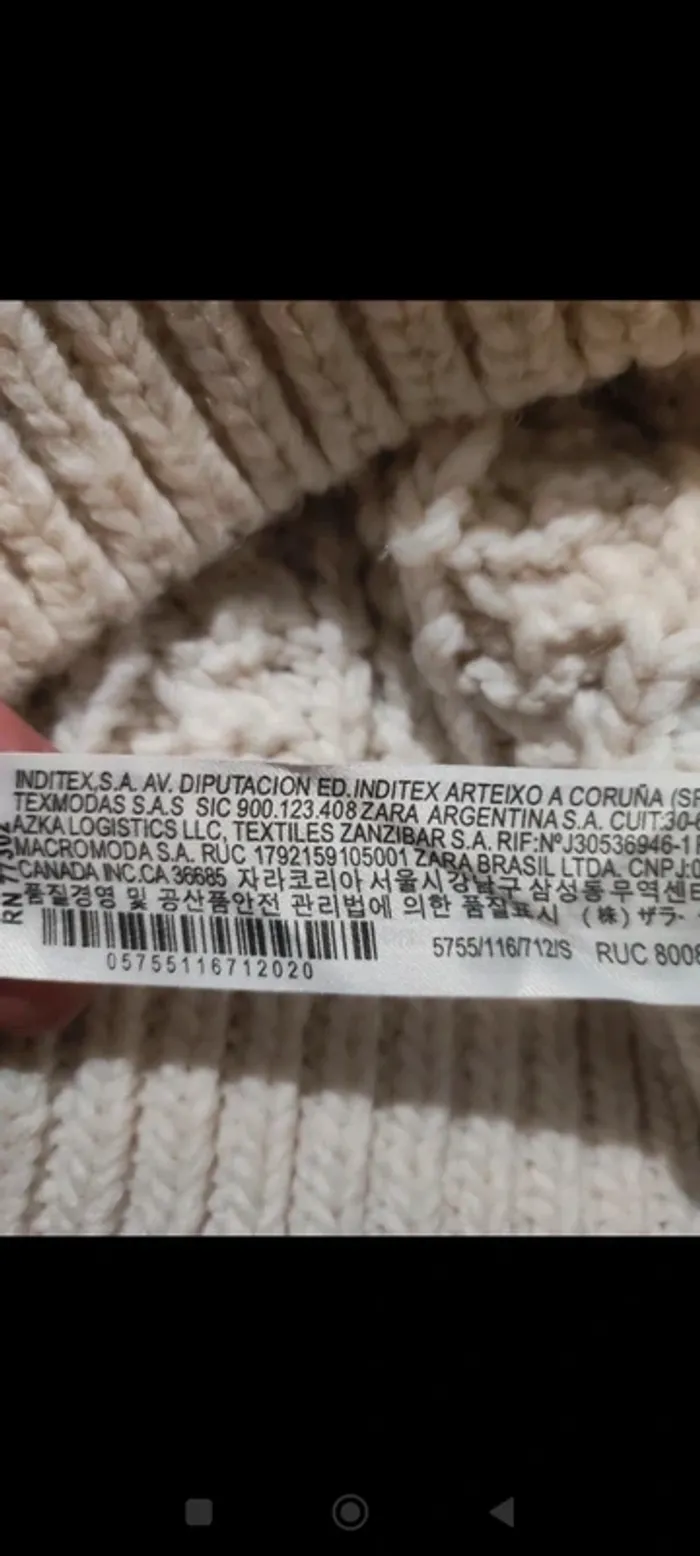 INDITEX,S.A. AV. DIPUTACION ED.INDITEX ARTEIXO A CORUÑA (SP
TEXMODAS S.A.S SIC 900.123.408 ZARA ARGENTINA S.A. CUIT:30-6
AZKA LOGISTICS LLC, TEXTILES ZANZIBAR S.A. RIF:NºJ30536946-1
MACROMODA S.A. RUC 1792159105001 ZARA BRASIL LTDA. CNPJ:0
CANADA INC.CA 36685 자라코리아 서울시강남구 삼성동 무역센터
품질경영 및 공산품안전 관리법에 의한 품질표시 (株) ザラ・
RN 77302
05755116712020
5755/116/712/S RUC 8008